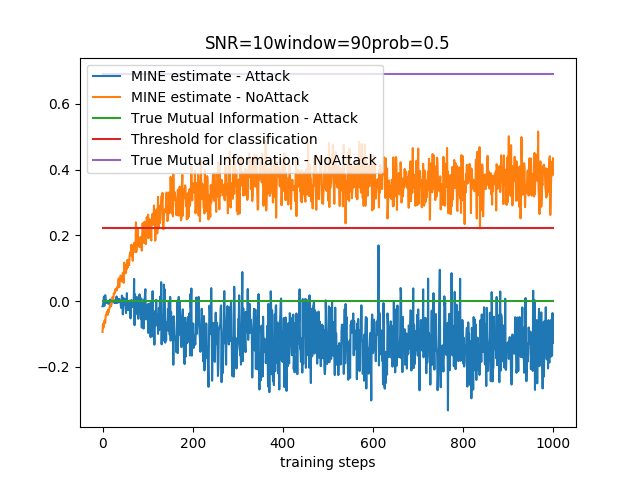 SNR=10window=90prob=0.5
MINE estimate - Attack
MINE estimate - NoAttack
True Mutual Information - Attack
Threshold for classification
True Mutual Information - NoAttack
0.6
0.4
0.2
0.0
−0.2
0 200 400 600 800 1000
training steps